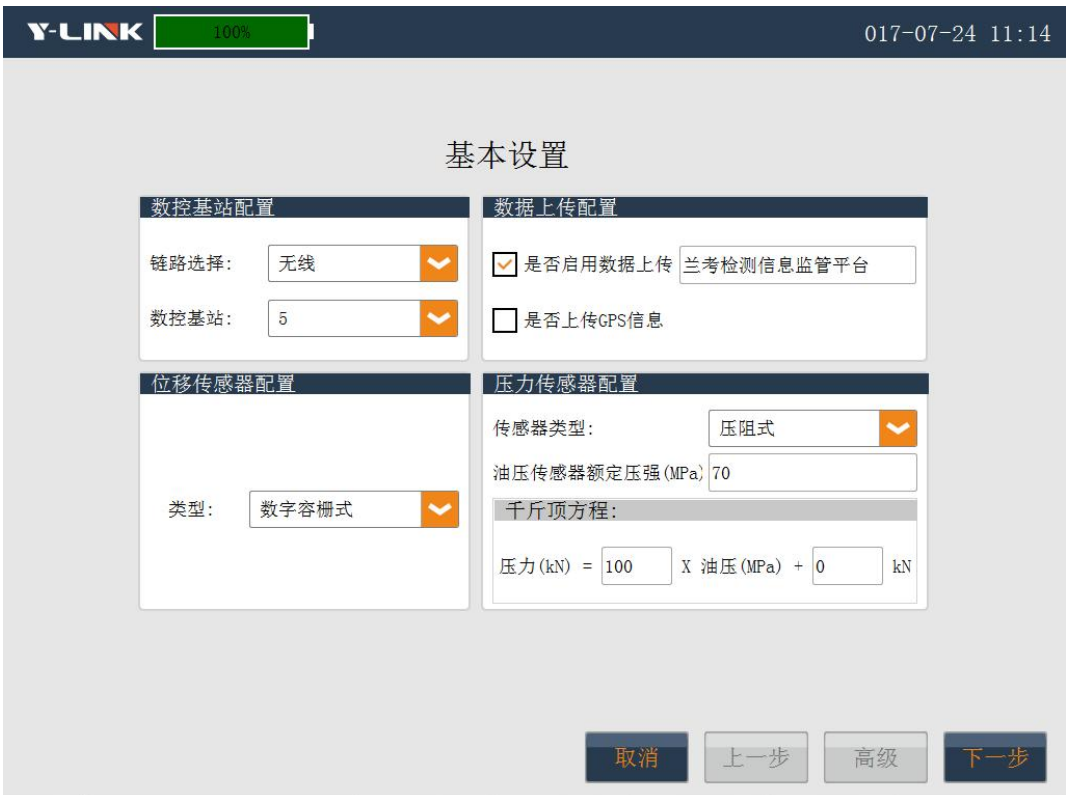 Y-LINK 100% 017-07-24 11:14
基本设置
数控基站配置
链路选择: 无线
数控基站: 5
数据上传配置
是否启用数据上传 兰考检测信息监管平台
是否上传GPS信息
位移传感器配置
类型: 数字容栅式
压力传感器配置
传感器类型: 压阻式
油压传感器额定压强(MPa) 70
千斤顶方程:
压力(kN) = 100 X 油压(MPa) + 0 kN
取消 上一步 高级 下一步